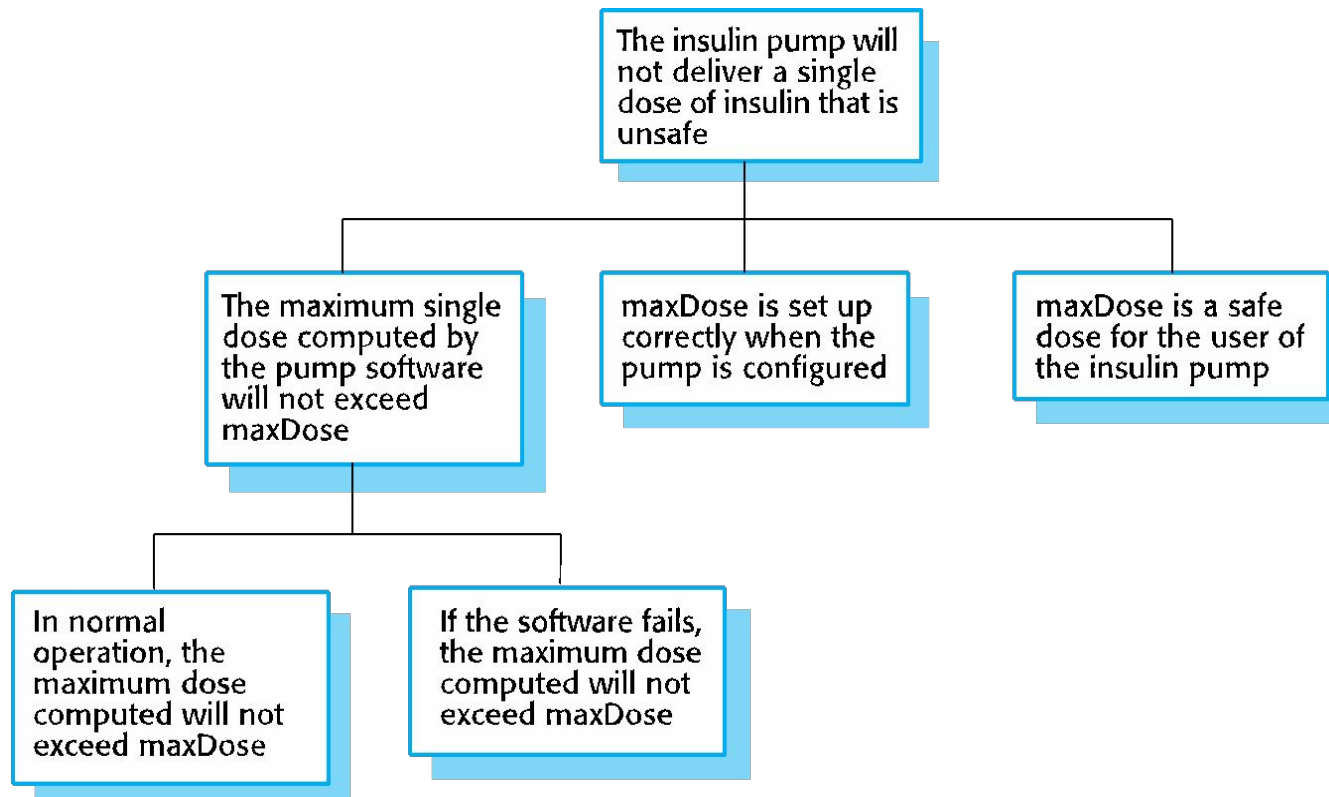 The insulin pump will
not deliver a single
dose of insulin that is
unsafe
The maximum single
dose computed by
the pump software
will not exceed
maxDose
maxDose is set up
correctly when the
pump is configured
maxDose is a safe
dose for the user of
the insulin pump
In normal
operation, the
maximum dose
computed will not
exceed maxDose
If the software fails,
the maximum dose
computed will not
exceed maxDose